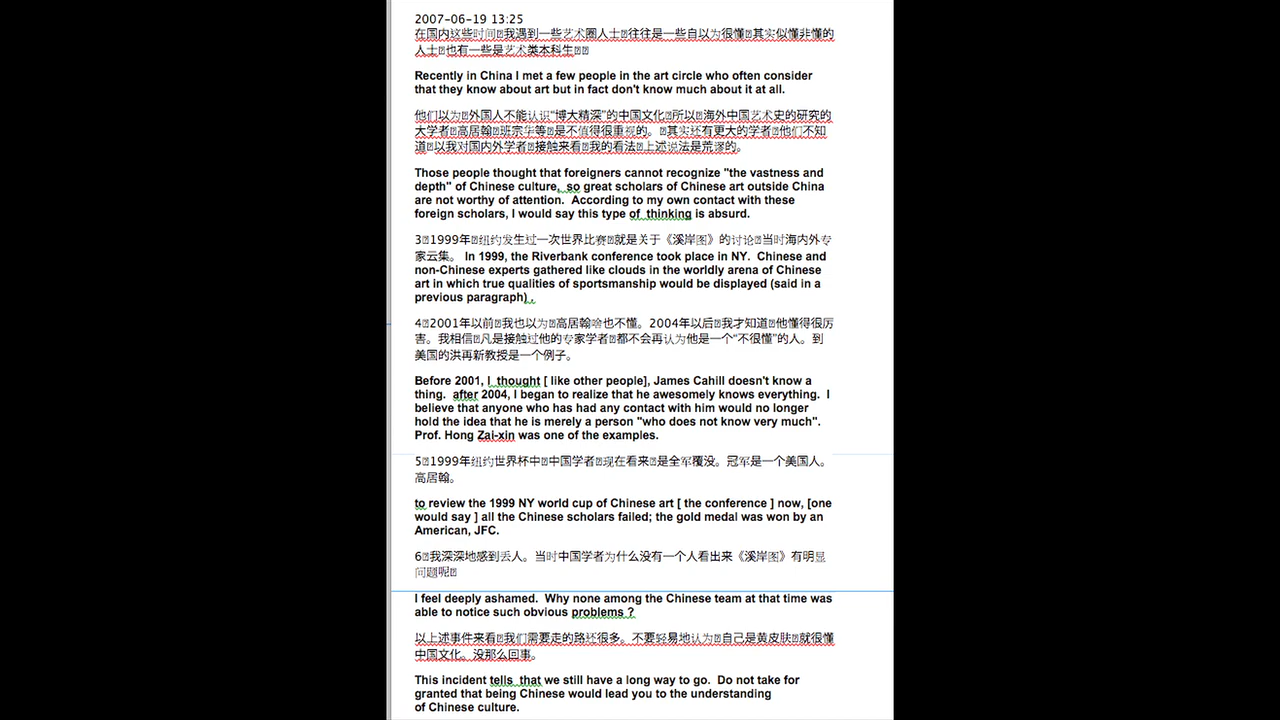 2007-06-19 13:25
在国内这些时间我遇到一些艺术圈人士往往是一些自以为很懂其实似懂非懂的
人士也有一些是艺术类本科生
Recently in China I met a few people in the art circle who often consider
that they know about art but in fact don't know much about it at all.
他们以为外国人不能认识“博大精深”的中国文化所以海外中国艺术史的研究的
大学者高居翰班宗华等是不值得很重视的。其实还有更大的学者他们不知
道以我对国内外学者接触来看我的看法上述说法是荒谬的。
Those people thought that foreigners cannot recognize "the vastness and
depth" of Chinese culture, so great scholars of Chinese art outside China
are not worthy of attention. According to my own contact with these
foreign scholars, I would say this type of thinking is absurd.
3 1999年纽约发生过一次世界比赛就是关于《溪岸图》的讨论当时海内外专
家云集。 In 1999, the Riverbank conference took place in NY. Chinese and
non-Chinese experts gathered like clouds in the worldly arena of Chinese
art in which true qualities of sportsmanship would be displayed (said in a
previous paragraph) .
4 2001年以前我也以为高居翰啥也不懂。2004年以后我才知道他懂得很厉
害。我相信凡是接触过他的专家学者都不会再认为他是一个“不很懂”的人。到
美国的洪再新教授是一个例子。
Before 2001, I thought [ like other people], James Cahill doesn't know a
thing. after 2004, I began to realize that he awesomely knows everything. I
believe that anyone who has had any contact with him would no longer
hold the idea that he is merely a person "who does not know very much".
Prof. Hong Zai-xin was one of the examples.
5 1999年纽约世界杯中中国学者现在看来是全军覆没。冠军是一个美国人。
高居翰。
to review the 1999 NY world cup of Chinese art [ the conference ] now, [one
would say ] all the Chinese scholars failed; the gold medal was won by an
American, JFC.
6 我深深地感到丢人。当时中国学者为什么没有一个人看出来《溪岸图》有明显
问题呢
I feel deeply ashamed. Why none among the Chinese team at that time was
able to notice such obvious problems ?
以上述事件来看我们需要走的路还很多。不要轻易地认为自己是黄皮肤就很懂
中国文化。没那么回事。
This incident tells that we still have a long way to go. Do not take for
granted that being Chinese would lead you to the understanding
of Chinese culture.